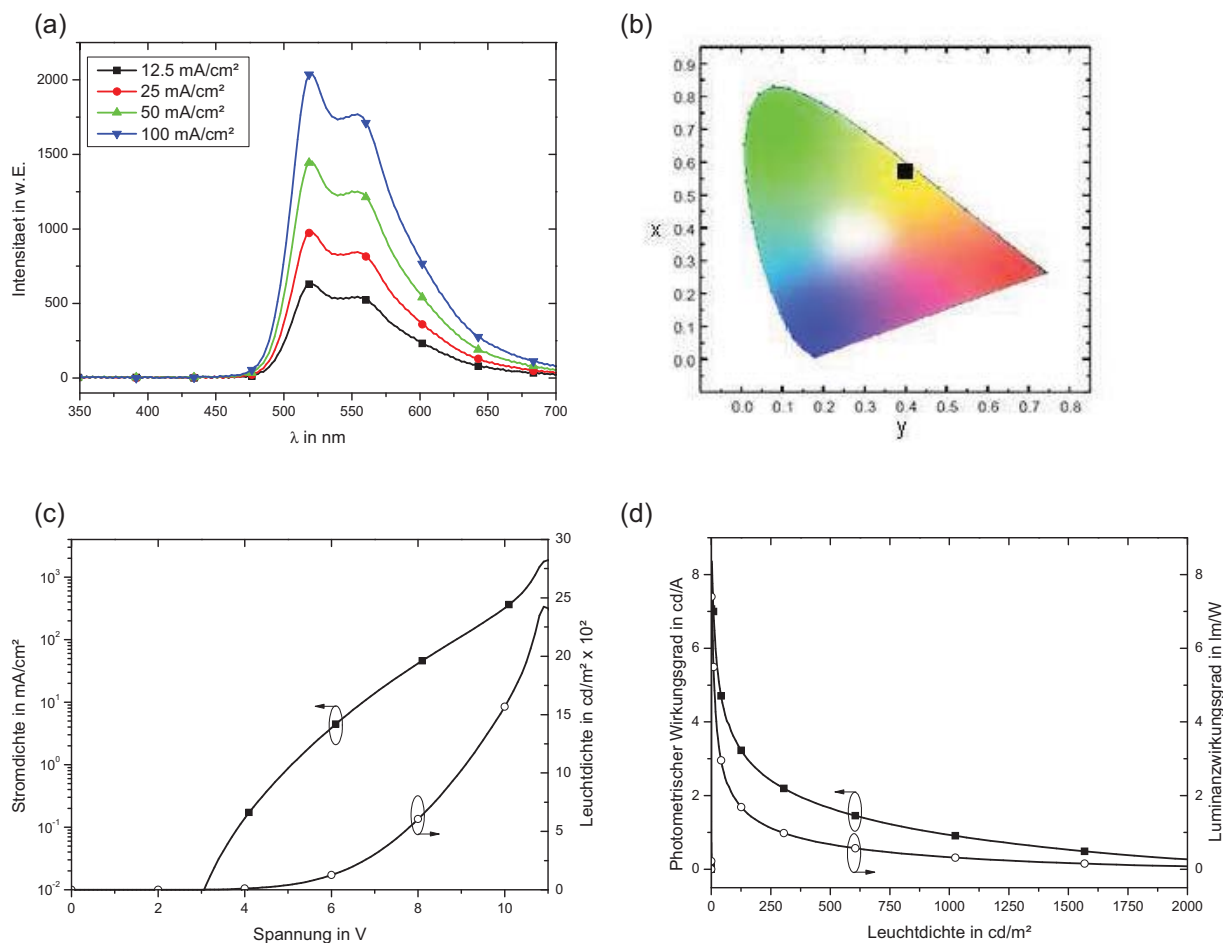 (a)
12.5 mA/cm²
25 mA/cm²
50 mA/cm²
100 mA/cm²
Intensitaet in w.E.
2000
1500
1000
500
0
350 400 450 500 550 600 650 700
λ in nm
(b)
0.9
0.8
0.7
0.6
0.5
0.4
0.3
0.2
0.1
0.0
x
0.0 0.1 0.2 0.3 0.4 0.5 0.6 0.7 0.8
y
(c)
Stromdichte in mA/cm²
10³
10²
10¹
10⁰
10⁻¹
10⁻²
0 2 4 6 8 10
Spannung in V
30
25
20
15
10
5
0
Leuchtdichte in cd/m² x 10²
(d)
Photometrischer Wirkungsgrad in cd/A
8
6
4
2
0
0 250 500 750 1000 1250 1500 1750 2000
Leuchtdichte in cd/m²
8
6
4
2
0
Luminanzwirkungsgrad in lm/W